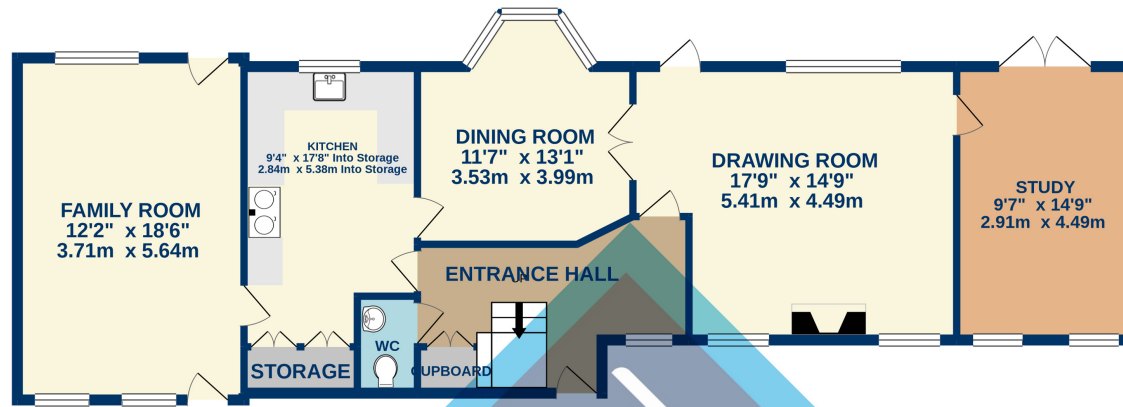 FAMILY ROOM
12'2" x 18'6"
3.71m x 5.64m
KITCHEN
9'4" x 17'8" Into Storage
2.84m x 5.38m Into Storage
DINING ROOM
11'7" x 13'1"
3.53m x 3.99m
DRAWING ROOM
17'9" x 14'9"
5.41m x 4.49m
STUDY
9'7" x 14'9"
2.91m x 4.49m
ENTRANCE HALL
UP
WC
STORAGE
CUPBOARD